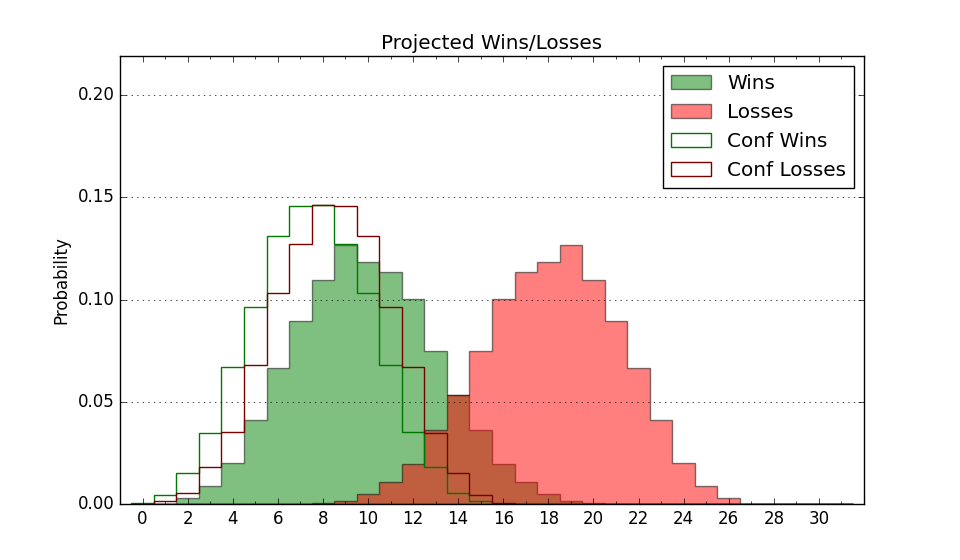 Projected Wins/Losses
Wins
Losses
Conf Wins
Conf Losses
Probability
0.20
0.15
0.10
0.05
0.00
0 2 4 6 8 10 12 14 16 18 20 22 24 26 28 30